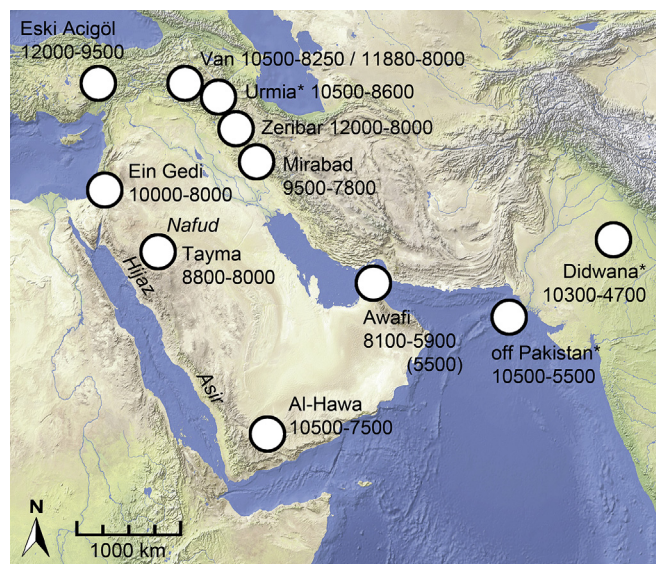 Eski Acigöl
12000-9500
Van 10500-8250 / 11880-8000
Urmia* 10500-8600
Zeribar 12000-8000
Mirabad
9500-7800
Ein Gedi
10000-8000
Nafud
Tayma
8800-8000
Hijaz
Didwana*
10300-4700
Awafi
8100-5900
(5500)
off Pakistan*
10500-5500
Asir
Al-Hawa
10500-7500
N
1000 km